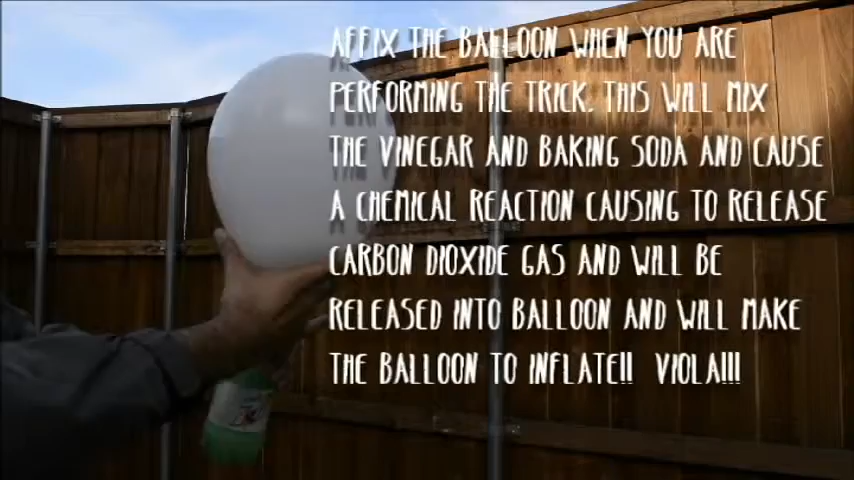 AFFIX THE BALLOON WHEN YOU ARE
PERFORMING THE TRICK. THIS WILL MIX
THE VINEGAR AND BAKING SODA AND CAUSE
A CHEMICAL REACTION CAUSING TO RELEASE
CARBON DIOXIDE GAS AND WILL BE
RELEASED INTO BALLOON AND WILL MAKE
THE BALLOON TO INFLATE!! VIOLA!!!